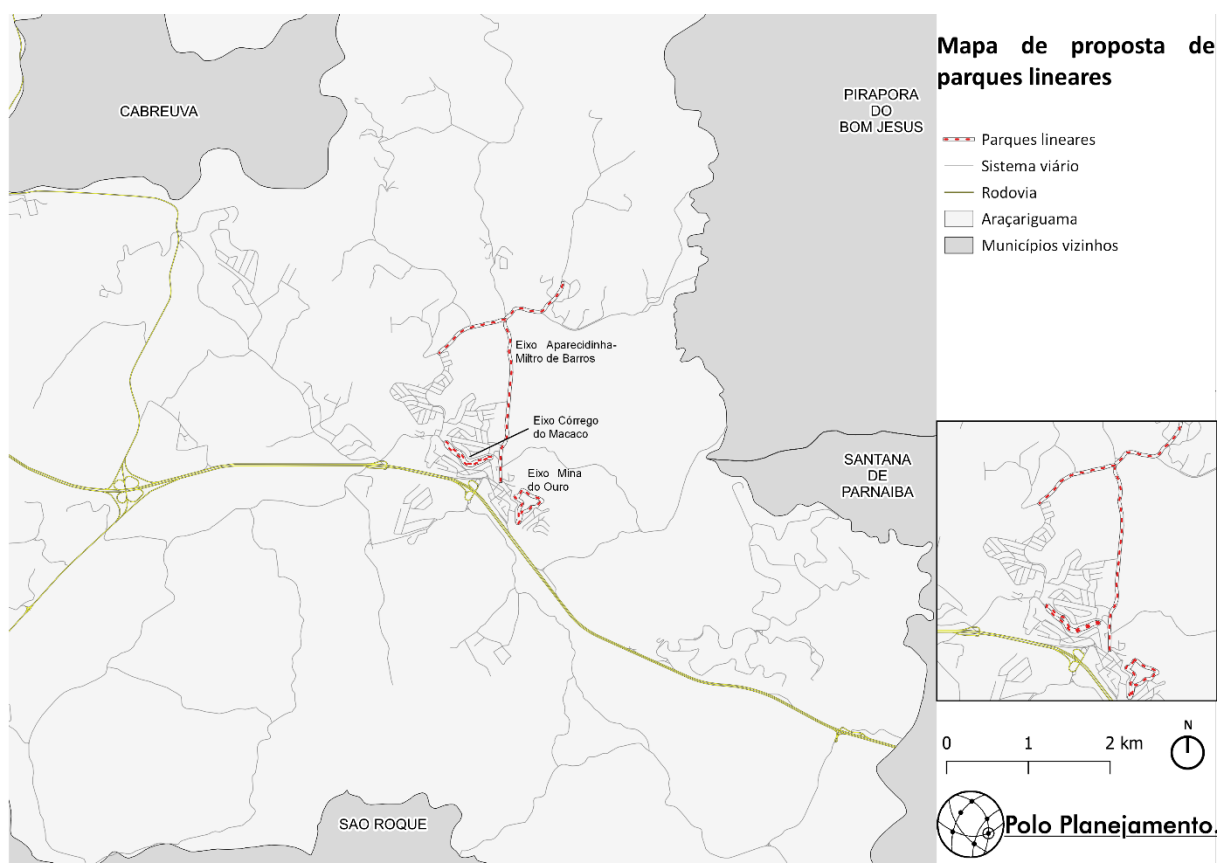 Mapa de proposta de
parques lineares
Parques lineares
Sistema viário
Rodovia
Araçariguama
Municípios vizinhos
CABREUVA
PIRAPORA
DO
BOM JESUS
Eixo Aparecidinha-
Miltro de Barros
Eixo Córrego
do Macaco
Eixo Mina
do Ouro
SANTANA
DE
PARNAIBA
SAO ROQUE
N
0 1 2 km
Polo Planejamento.